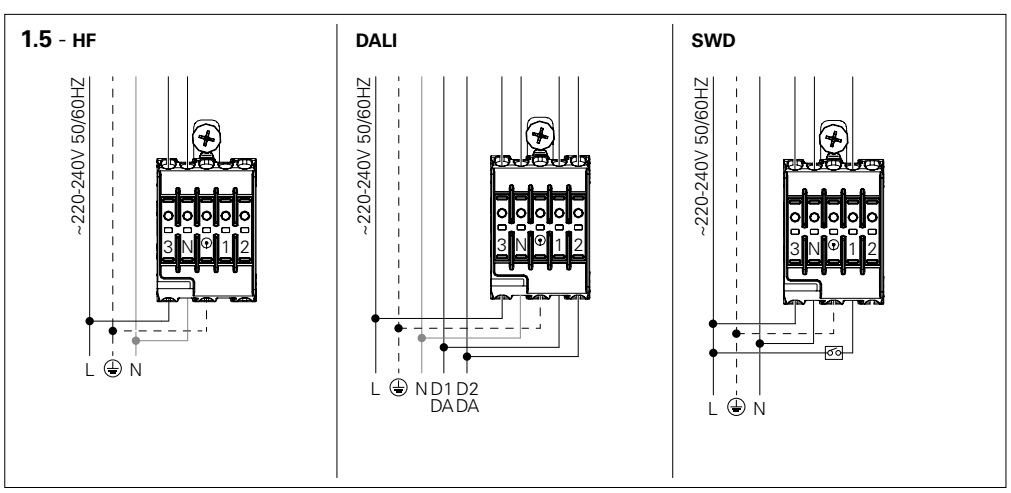 1.5 - HF
~220-240V 50/60HZ
3 N 1 2
L N
DALI
~220-240V 50/60HZ
3 N 1 2
L N D1 D2
DA DA
SWD
~220-240V 50/60HZ
3 N 1 2
L N